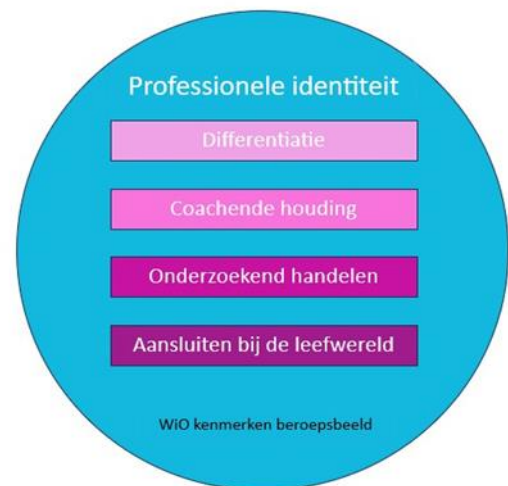 Professionele identiteit
Differentiatie
Coachende houding
Onderzoekend handelen
Aansluiten bij de leefwereld
WiO kenmerken beroepsbeeld